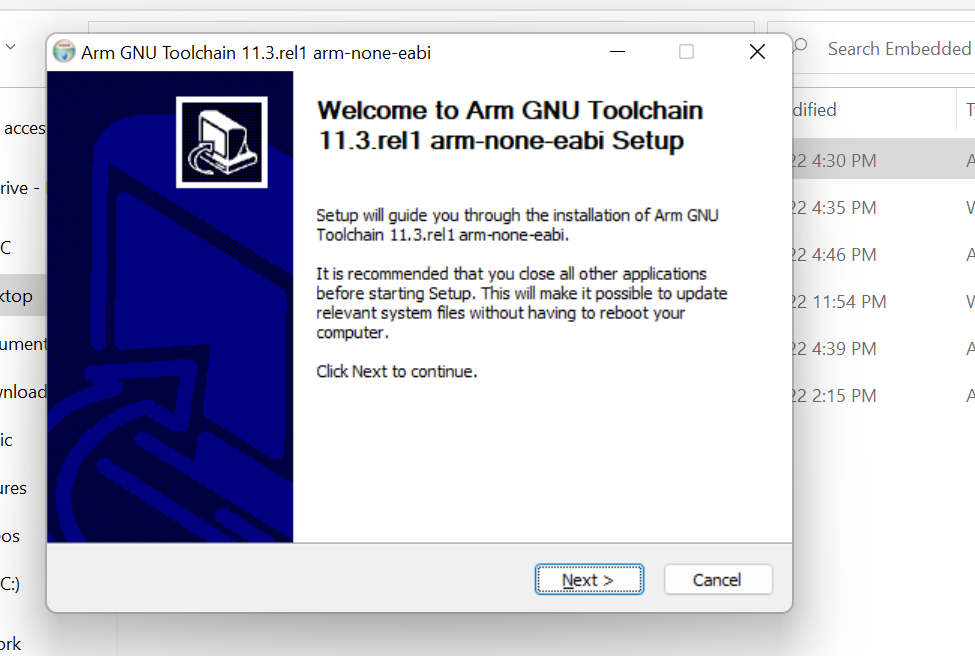 Arm GNU Toolchain 11.3.rel1 arm-none-eabi
Search Embedded
Welcome to Arm GNU Toolchain
11.3.rel1 arm-none-eabi Setup
Setup will guide you through the installation of Arm GNU
Toolchain 11.3.rel1 arm-none-eabi.
It is recommended that you close all other applications
before starting Setup. This will make it possible to update
relevant system files without having to reboot your
computer.
Click Next to continue.
Next >
Cancel
acces
rive -
C
ktop
ument
wnload
ic
ures
os
C:)
ork
dified
22 4:30 PM
22 4:35 PM
22 4:46 PM
22 11:54 PM
22 4:39 PM
22 2:15 PM